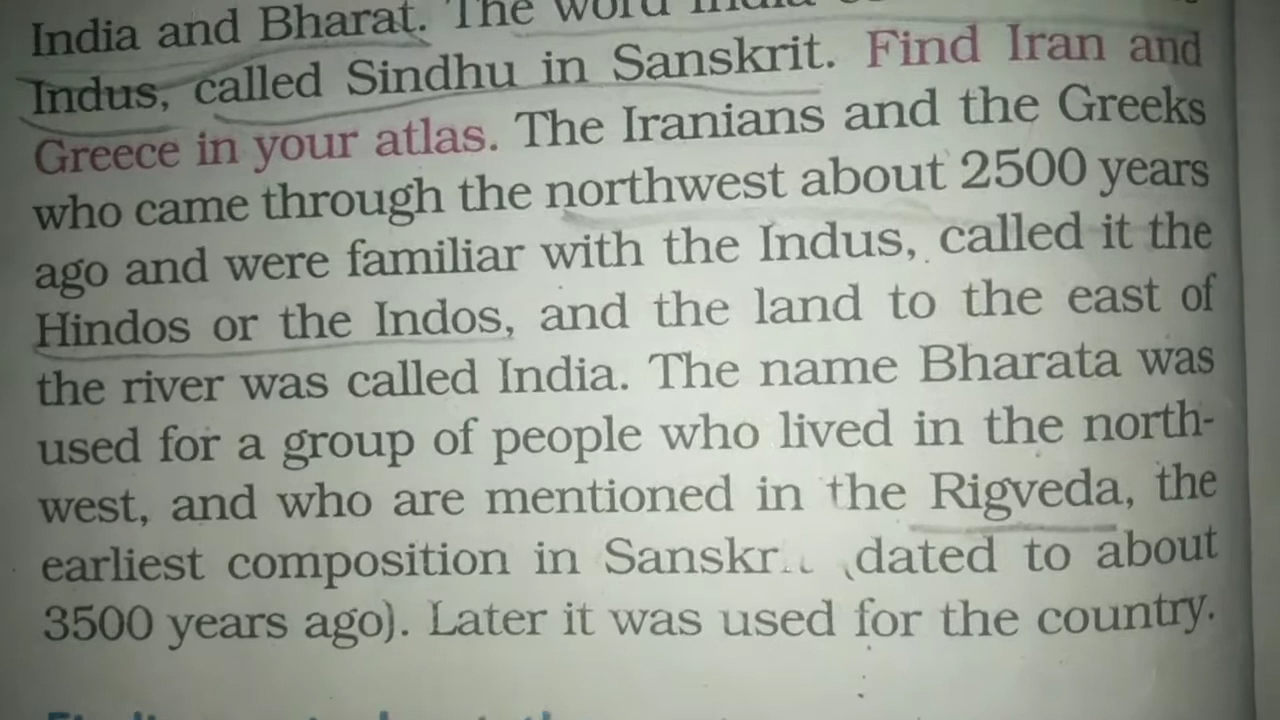 India and Bharat. The word India
Indus, called Sindhu in Sanskrit. Find Iran and
Greece in your atlas. The Iranians and the Greeks
who came through the northwest about 2500 years
ago and were familiar with the Indus, called it the
Hindos or the Indos, and the land to the east of
the river was called India. The name Bharata was
used for a group of people who lived in the north-
west, and who are mentioned in the Rigveda, the
earliest composition in Sanskr dated to about
3500 years ago). Later it was used for the country.